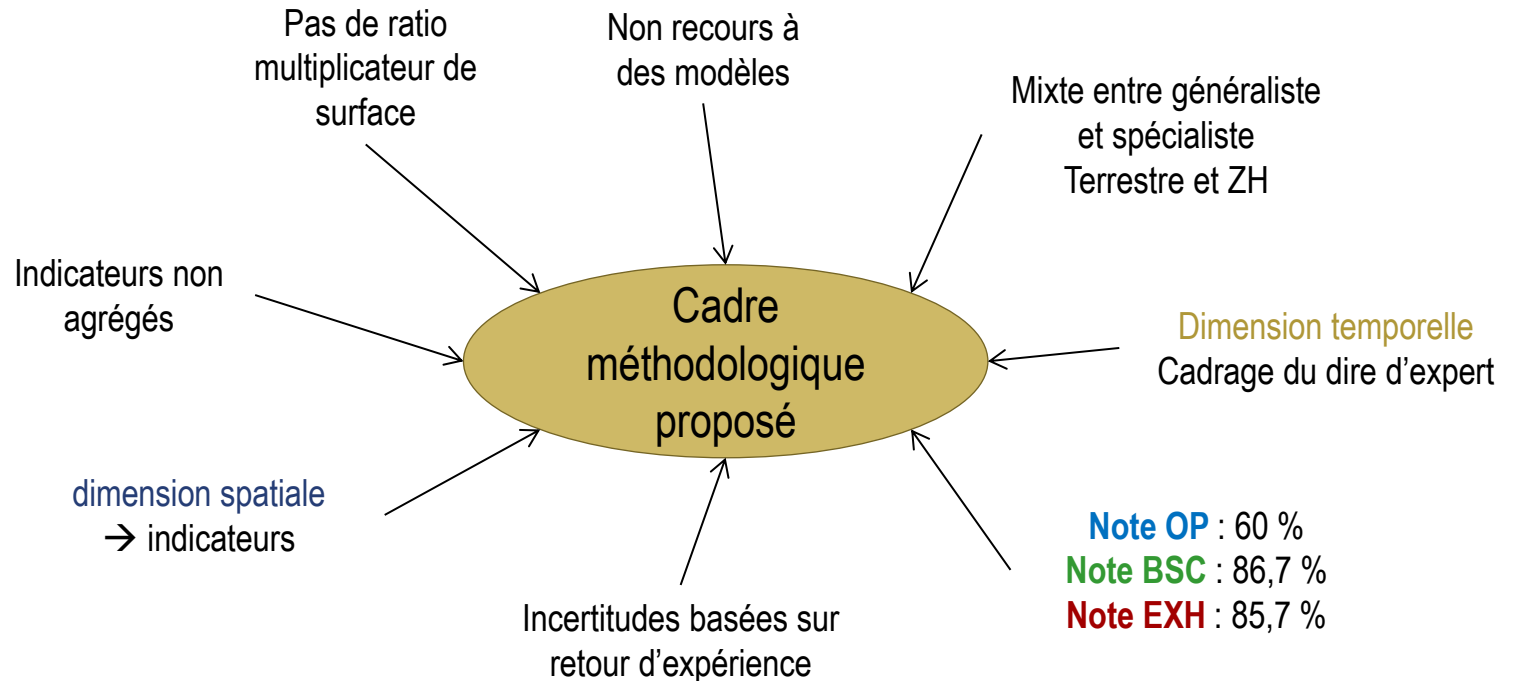 Pas de ratio
multiplicateur de
surface
Non recours à
des modèles
Mixte entre généraliste
et spécialiste
Terrestre et ZH
Indicateurs non
agrégés
Cadre
méthodologique
proposé
Dimension temporelle
Cadrage du dire d'expert
dimension spatiale
→ indicateurs
Note OP : 60 %
Note BSC : 86,7 %
Note EXH : 85,7 %
Incertitudes basées sur
retour d'expérience